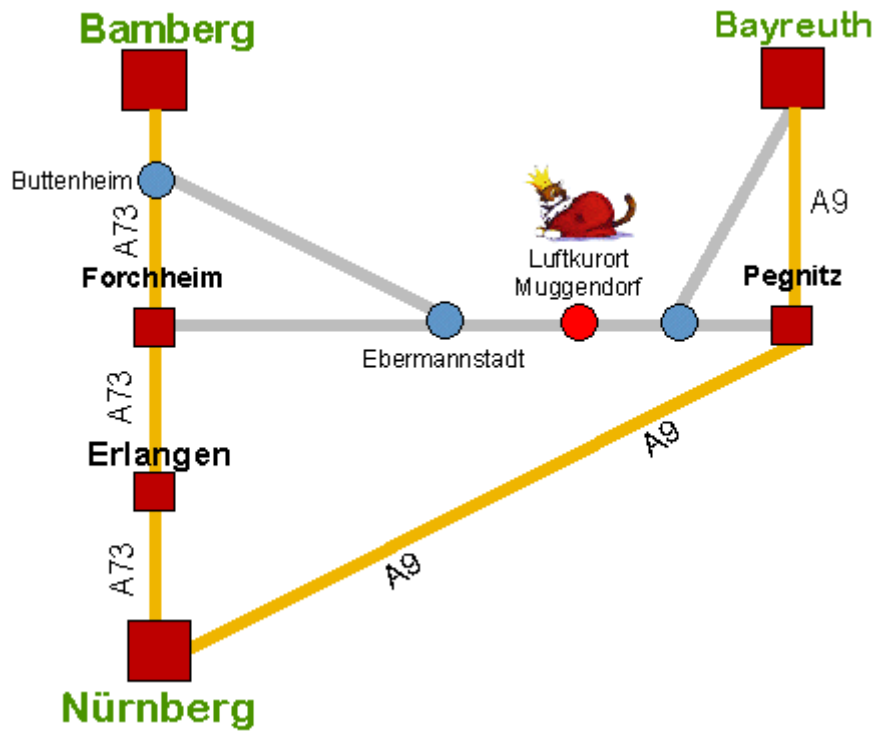 Bamberg
Bayreuth
Buttenheim
A73
A9
Luftkurort
Muggendorf
Forchheim
Pegnitz
Ebermannstadt
A73
A9
Erlangen
A73
A9
Nürnberg